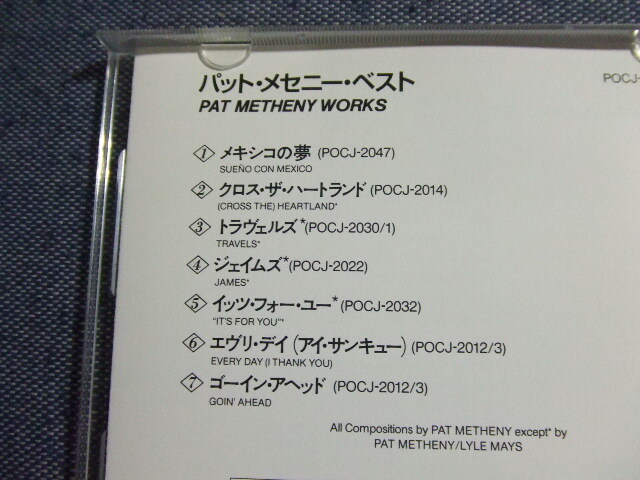 パット・メセニー・ベスト
POCJ-
PAT METHENY WORKS
1 メキシコの夢 (POCJ-2047)
SUEÑO CON MEXICO
2 クロス・ザ・ハートランド (POCJ-2014)
(CROSS THE) HEARTLAND*
3 トラヴェルズ*(POCJ-2030/1)
TRAVELS*
4 ジェイムズ*(POCJ-2022)
JAMES*
5 イッツ・フォー・ユー*(POCJ-2032)
"IT'S FOR YOU"*
6 エヴリ・デイ(アイ・サンキュー) (POCJ-2012/3)
EVERY DAY (I THANK YOU)
7 ゴーイン・アヘッド (POCJ-2012/3)
GOIN' AHEAD
All Compositions by PAT METHENY except* by
PAT METHENY/LYLE MAYS